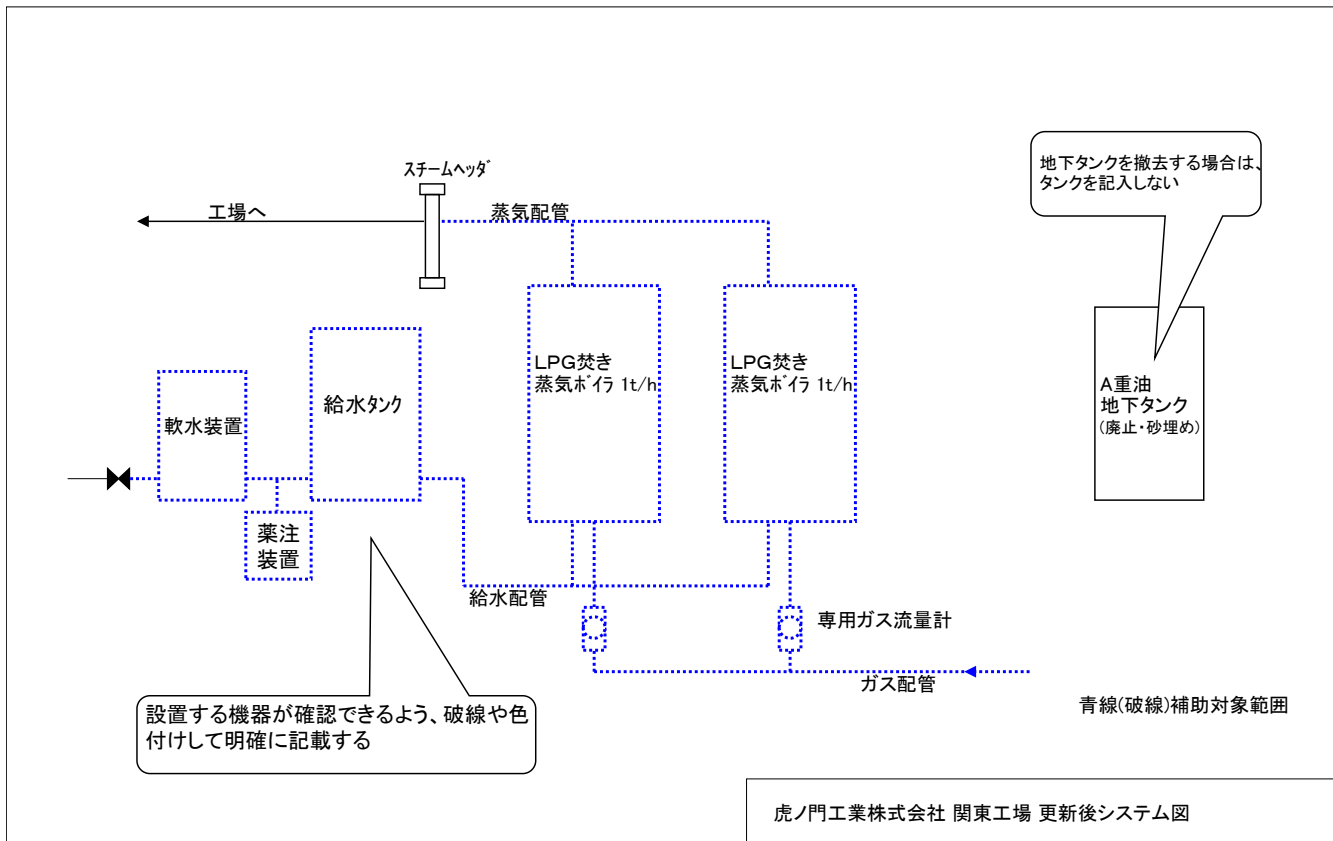 地下タンクを撤去する場合は、
タンクを記入しない
スチームヘッダ
工場へ
蒸気配管
LPG焚き
蒸気ボイラ 1t/h
LPG焚き
蒸気ボイラ 1t/h
A重油
地下タンク
(廃止・砂埋め)
給水タンク
軟水装置
薬注
装置
給水配管
専用ガス流量計
ガス配管
青線(破線)補助対象範囲
設置する機器が確認できるよう、破線や色
付けして明確に記載する
虎ノ門工業株式会社 関東工場 更新後システム図